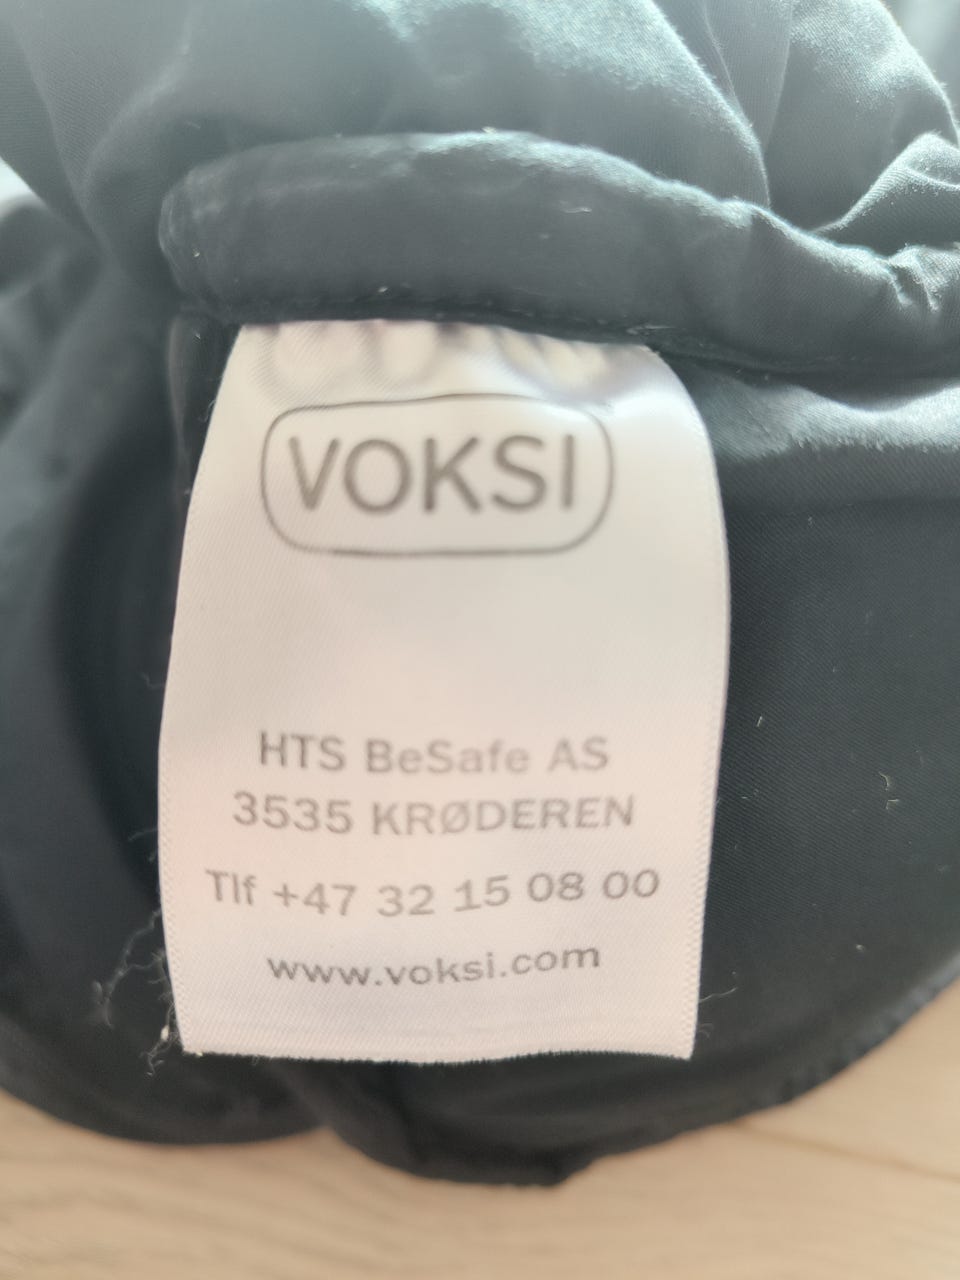 VOKSI
HTS BeSafe AS
3535 KRØDEREN
Tlf +47 32 15 08 00
www.voksi.com